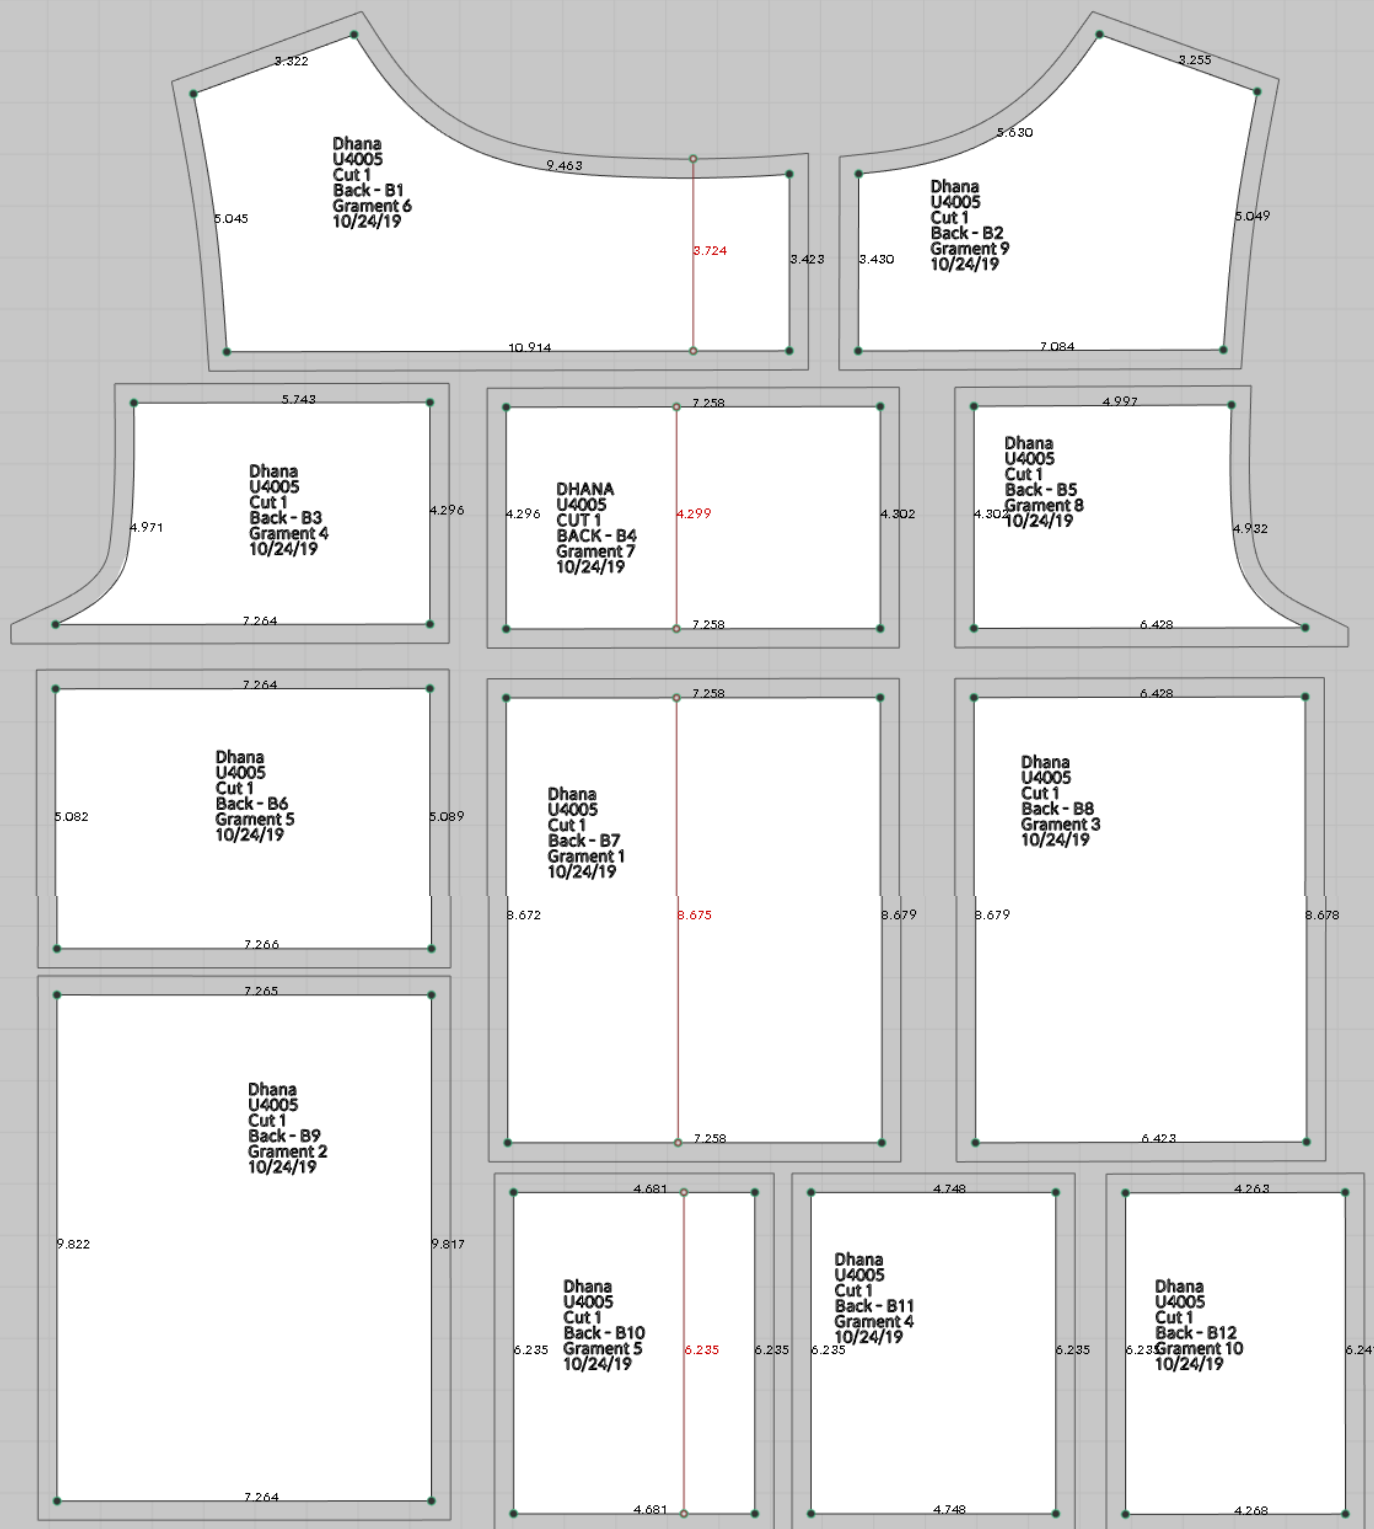 3.322
Dhana
U4005
Cut 1
Back - B1
Grament 6
10/24/19
9.463
5.045
3.724
3.423
10.914
3.255
5.630
Dhana
U4005
Cut 1
Back - B2
Grament 9
10/24/19
5.049
3.430
7.084
5.743
Dhana
U4005
Cut 1
Back - B3
Grament 4
10/24/19
4.971
4.296
7.264
7.258
DHANA
U4005
CUT 1
BACK - B4
Grament 7
10/24/19
4.296
4.299
4.302
7.258
4.997
Dhana
U4005
Cut 1
Back - B5
Grament 8
10/24/19
4.302
4.932
6.428
7.264
Dhana
U4005
Cut 1
Back - B6
Grament 5
10/24/19
5.082
5.089
7.266
7.258
Dhana
U4005
Cut 1
Back - B7
Grament 1
10/24/19
8.672
8.675
8.679
7.258
6.428
Dhana
U4005
Cut 1
Back - B8
Grament 3
10/24/19
8.679
8.678
6.423
7.265
Dhana
U4005
Cut 1
Back - B9
Grament 2
10/24/19
9.822
9.817
7.264
4.681
Dhana
U4005
Cut 1
Back - B10
Grament 5
10/24/19
6.235
6.235
6.235
4.681
4.748
Dhana
U4005
Cut 1
Back - B11
Grament 4
10/24/19
6.235
6.235
4.748
4.263
Dhana
U4005
Cut 1
Back - B12
Grament 10
10/24/19
6.235
4.268